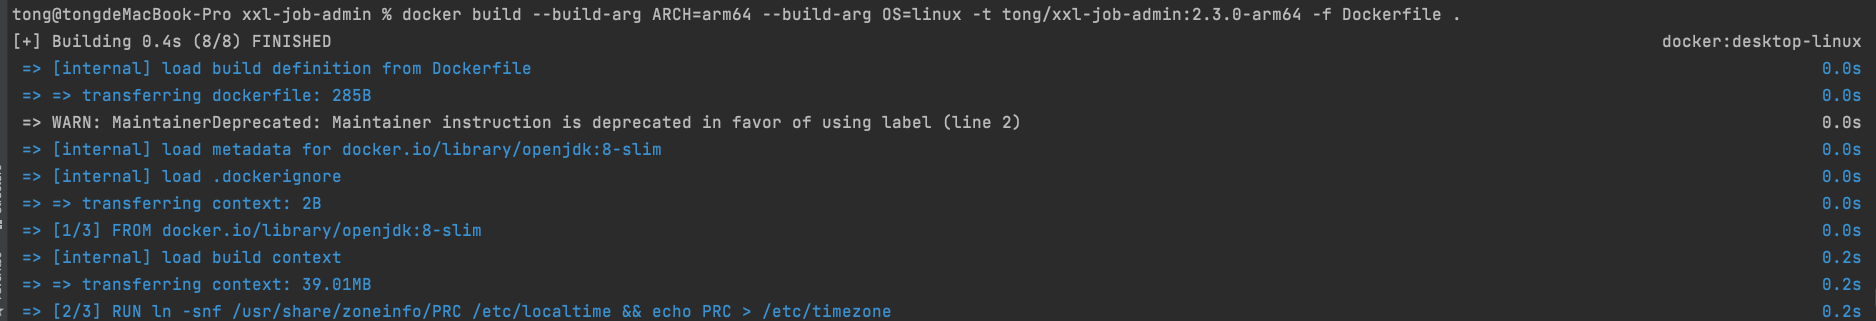 tong@tongdeMacBook-Pro xxl-job-admin % docker build --build-arg ARCH=arm64 --build-arg OS=linux -t tong/xxl-job-admin:2.3.0-arm64 -f Dockerfile .
[+] Building 0.4s (8/8) FINISHED docker:desktop-linux
=> [internal] load build definition from Dockerfile 0.0s
=> => transferring dockerfile: 285B 0.0s
=> WARN: MaintainerDeprecated: Maintainer instruction is deprecated in favor of using label (line 2) 0.0s
=> [internal] load metadata for docker.io/library/openjdk:8-slim 0.0s
=> [internal] load .dockerignore 0.0s
=> => transferring context: 2B 0.0s
=> [1/3] FROM docker.io/library/openjdk:8-slim 0.0s
=> [internal] load build context 0.2s
=> => transferring context: 39.01MB 0.2s
=> [2/3] RUN ln -snf /usr/share/zoneinfo/PRC /etc/localtime && echo PRC > /etc/timezone 0.2s